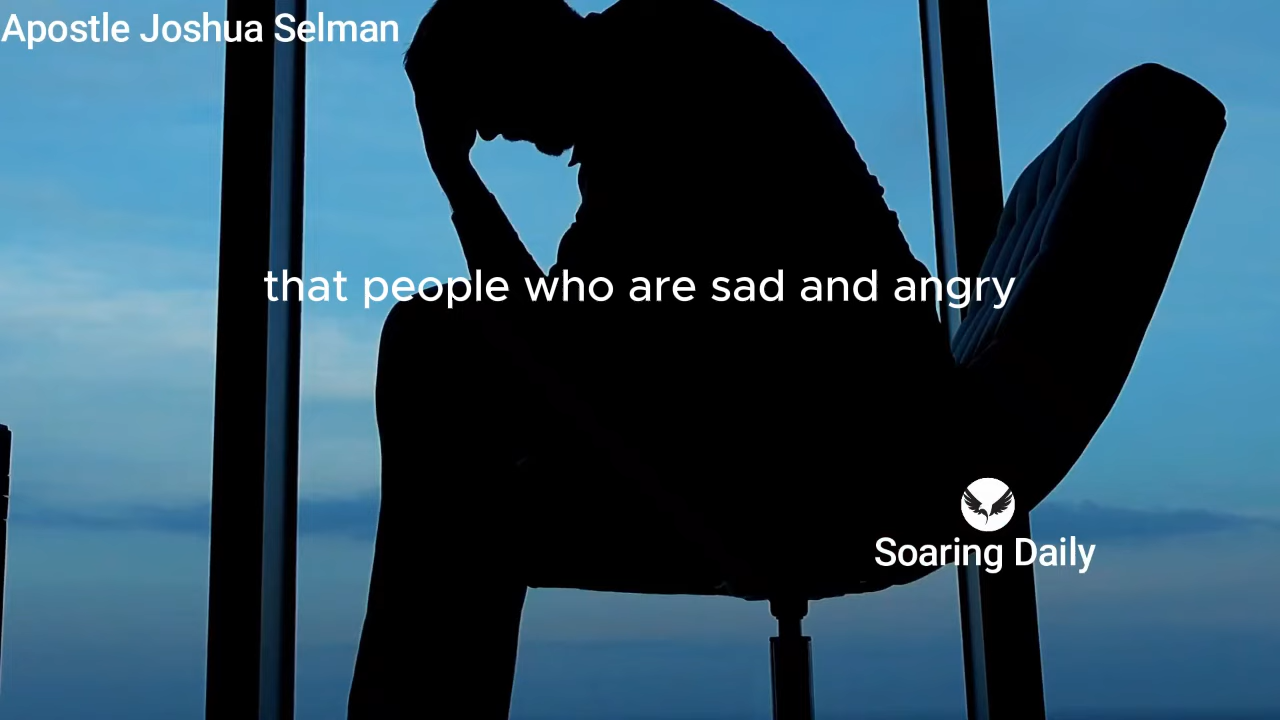 Apostle Joshua Selman
that people who are sad and angry
Soaring Daily